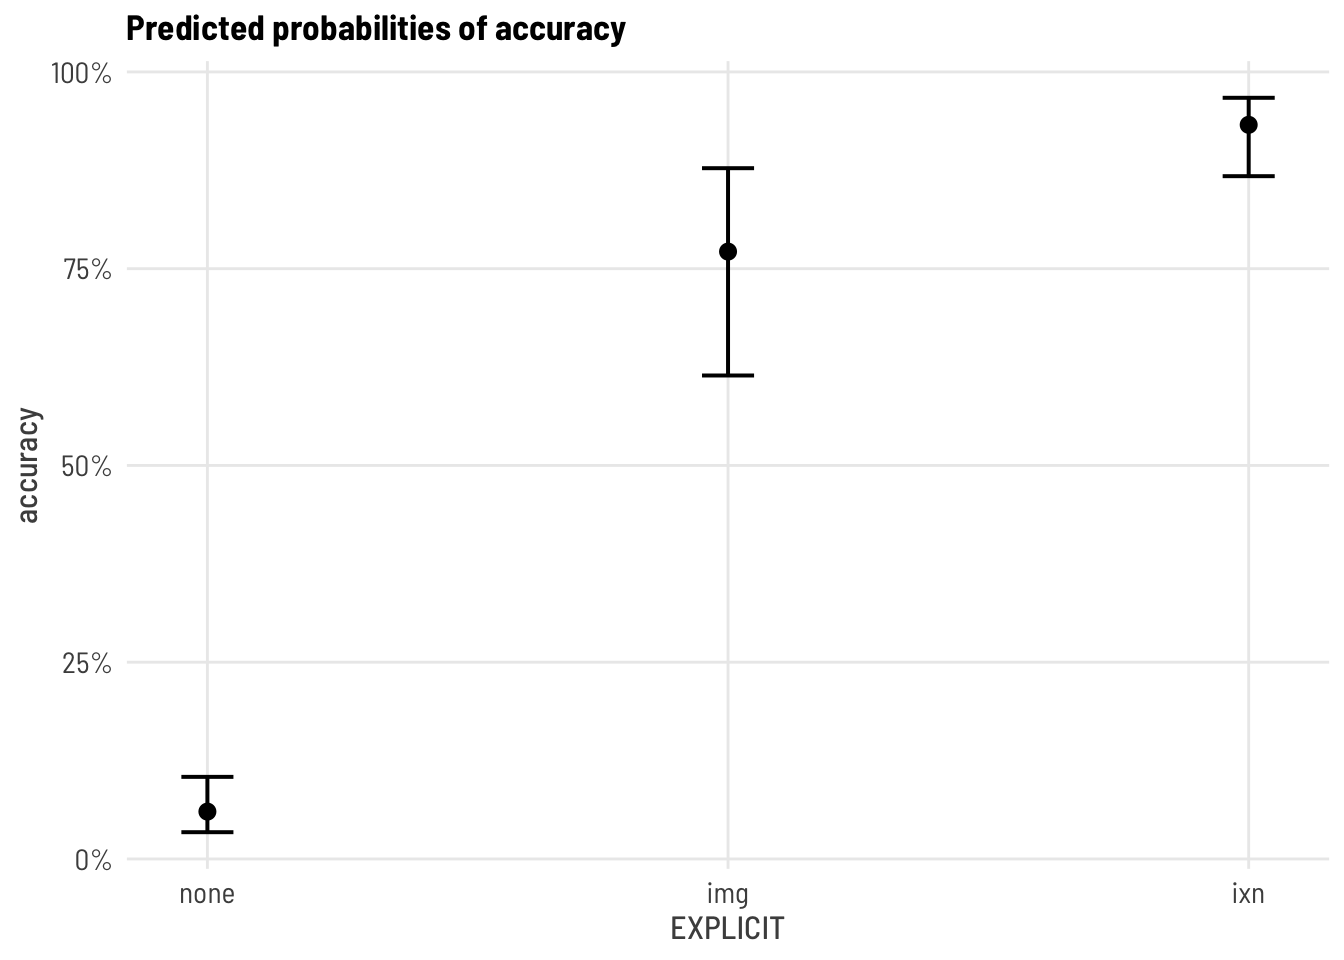 Predicted probabilities of accuracy
100%
75%
50%
25%
0%
accuracy
none
img
ixn
EXPLICIT